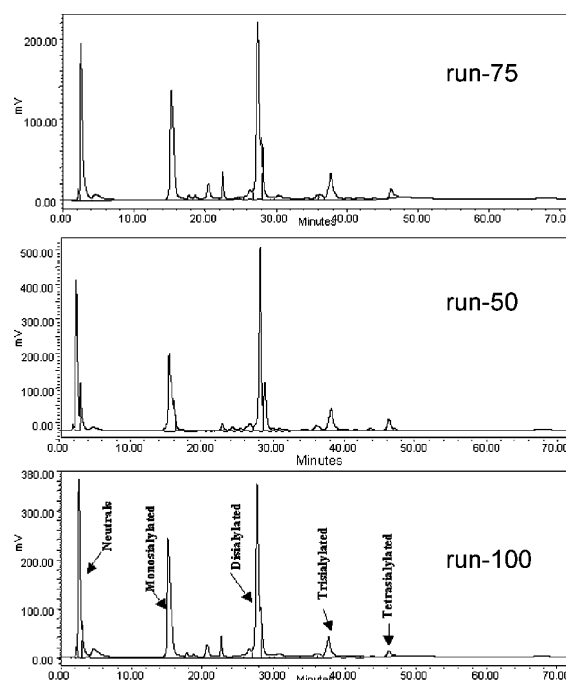 200.00
run-75
mV
100.00
0.00
0.00 10.00 20.00 30.00 40.00 50.00 60.00 70.0
Minutes
500.00
run-50
400.00
300.00
mV
200.00
100.00
0.00
0.00 10.00 20.00 30.00 40.00 50.00 60.00 70.00
Minutes
380.00
300.00
run-100
Neutrals
Monosialylated
Disialylated
Trisialylated
Tetrasialylated
mV
200.00
100.00
0.00
0.00 10.00 20.00 30.00 40.00 50.00 60.00 70.0
Minutes